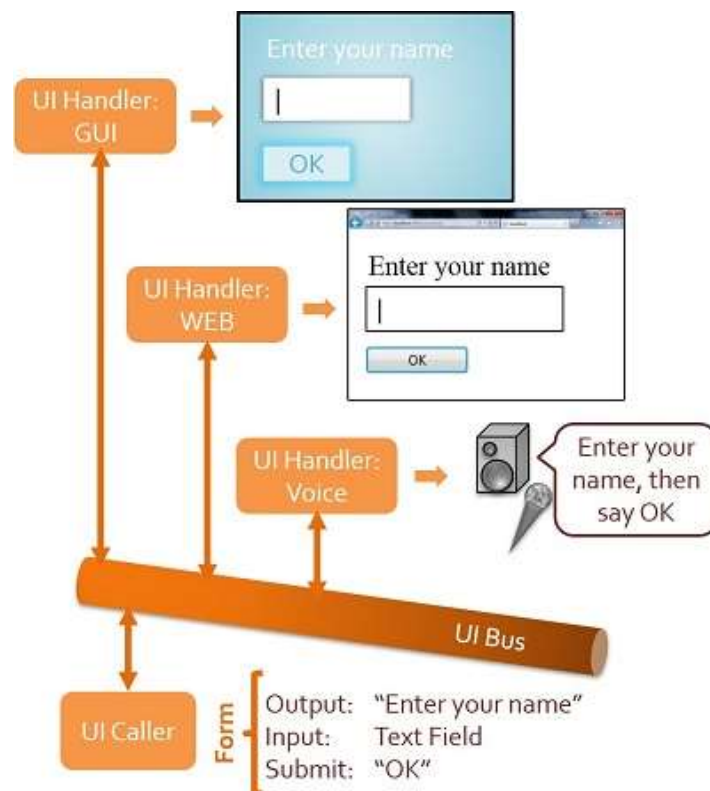 Enter your name
UI Handler:
GUI
OK
Enter your name
UI Handler:
WEB
OK
UI Handler:
Voice
Enter your
name, then
say OK
UI Bus
UI Caller
Form
Output: "Enter your name"
Input: Text Field
Submit: "OK"